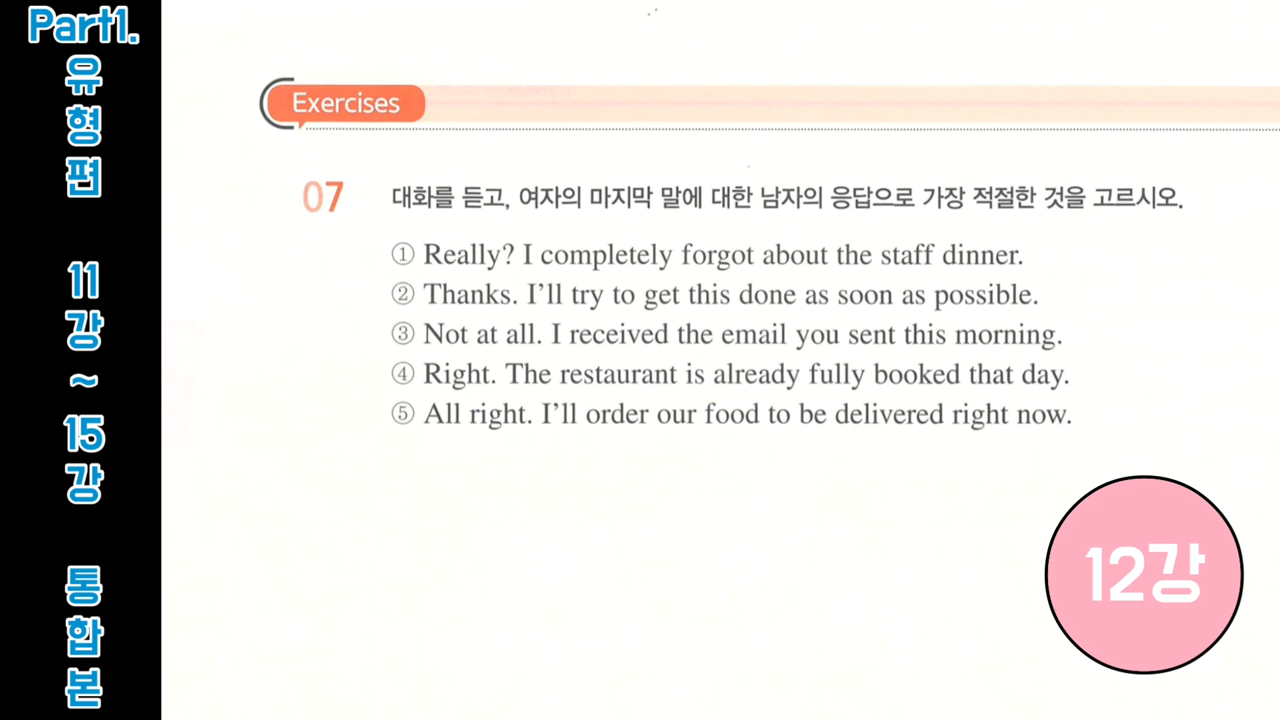 Part1.
유
형
편
11
강
~
15
강
통
합
본
Exercises
07 대화를 듣고, 여자의 마지막 말에 대한 남자의 응답으로 가장 적절한 것을 고르시오.
① Really? I completely forgot about the staff dinner.
② Thanks. I'll try to get this done as soon as possible.
③ Not at all. I received the email you sent this morning.
④ Right. The restaurant is already fully booked that day.
⑤ All right. I'll order our food to be delivered right now.
12강